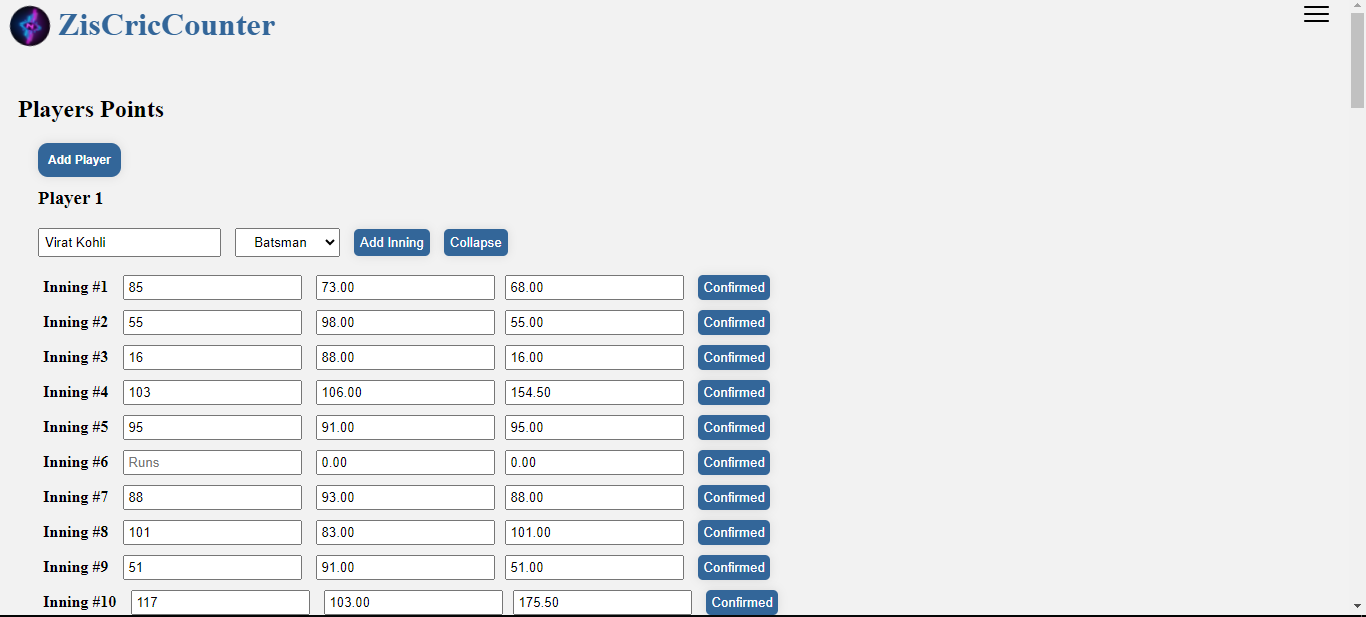 ZisCricCounter
Players Points
Add Player
Player 1
Virat Kohli Batsman Add Inning Collapse
Inning #1 85 73.00 68.00 Confirmed
Inning #2 55 98.00 55.00 Confirmed
Inning #3 16 88.00 16.00 Confirmed
Inning #4 103 106.00 154.50 Confirmed
Inning #5 95 91.00 95.00 Confirmed
Inning #6 Runs 0.00 0.00 Confirmed
Inning #7 88 93.00 88.00 Confirmed
Inning #8 101 83.00 101.00 Confirmed
Inning #9 51 91.00 51.00 Confirmed
Inning #10 117 103.00 175.50 Confirmed